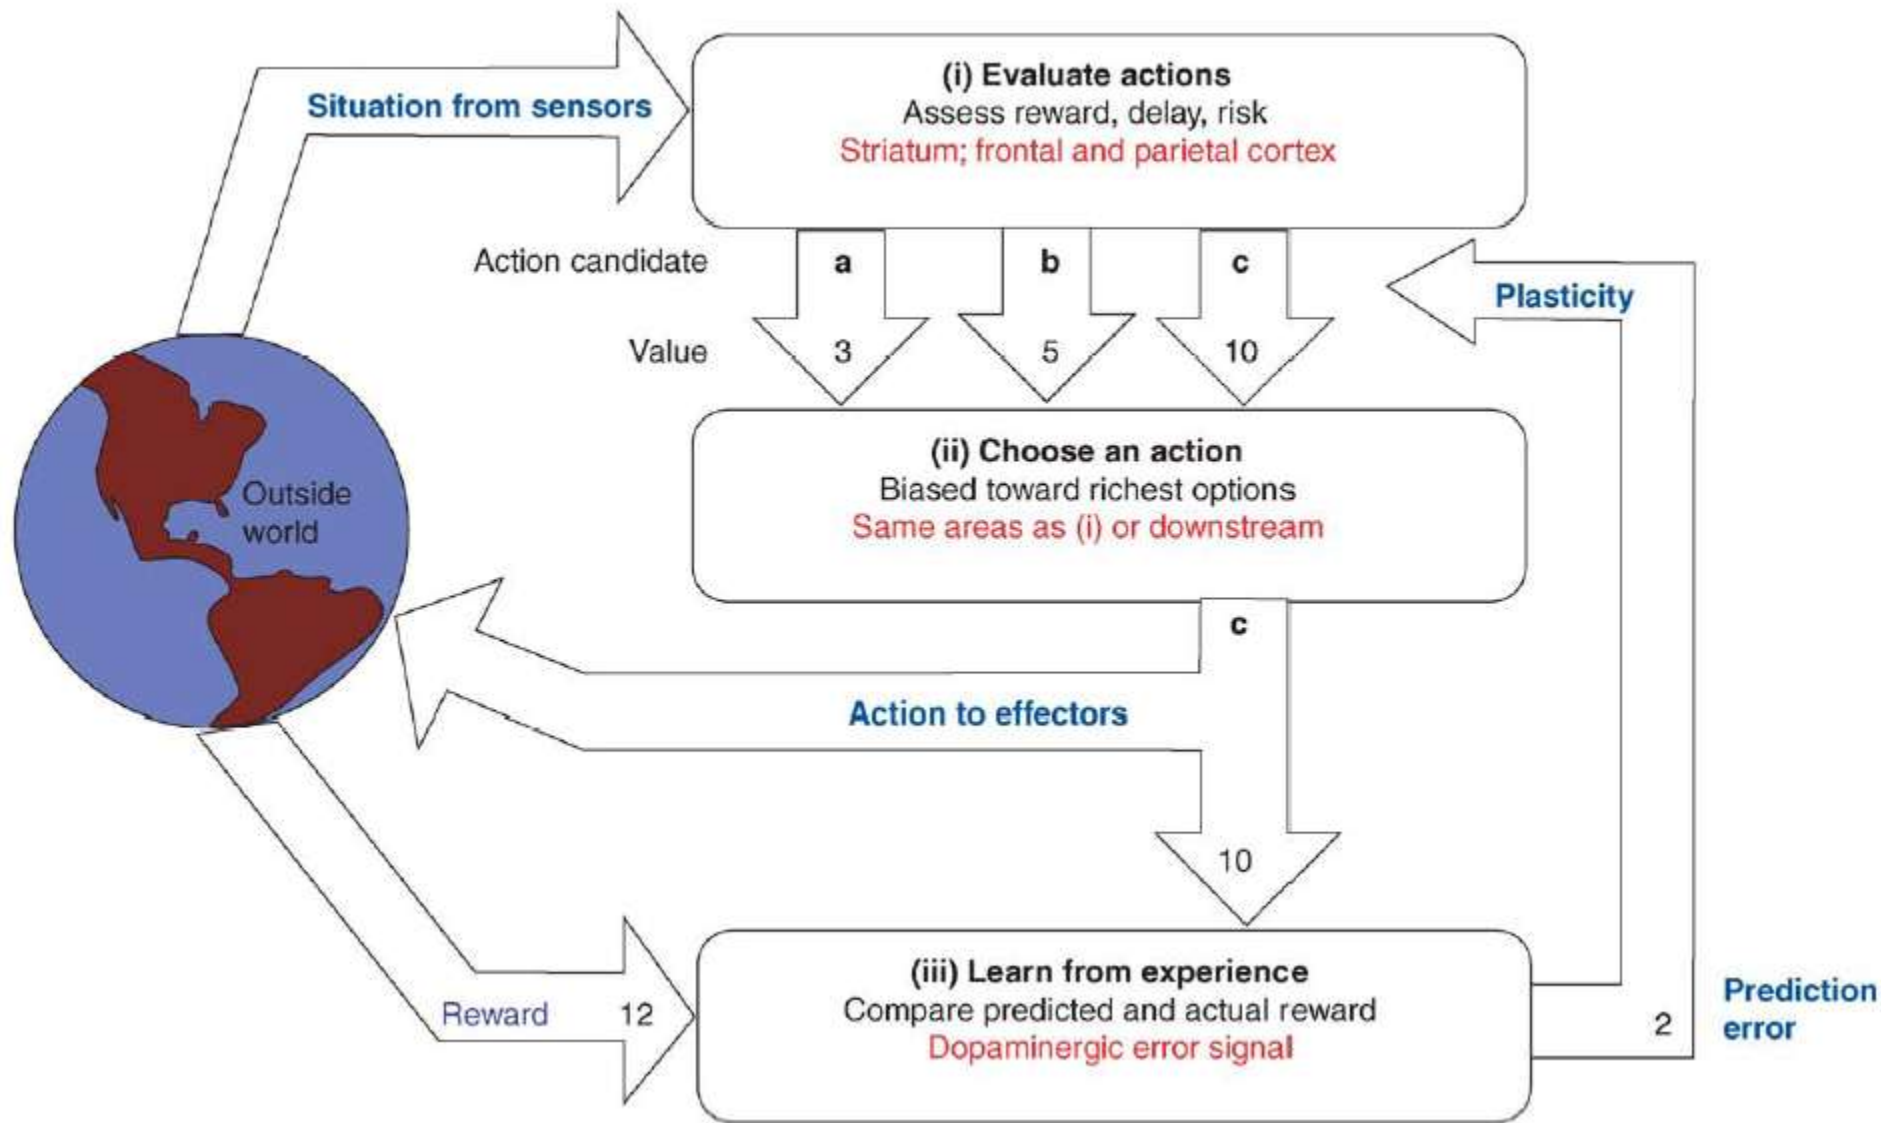 Situation from sensors
(i) Evaluate actions
Assess reward, delay, risk
Striatum; frontal and parietal cortex
Action candidate
a
b
c
Plasticity
Value
3
5
10
(ii) Choose an action
Biased toward richest options
Same areas as (i) or downstream
Outside
world
c
Action to effectors
10
(iii) Learn from experience
Compare predicted and actual reward
Dopaminergic error signal
Reward
12
2
Prediction
error